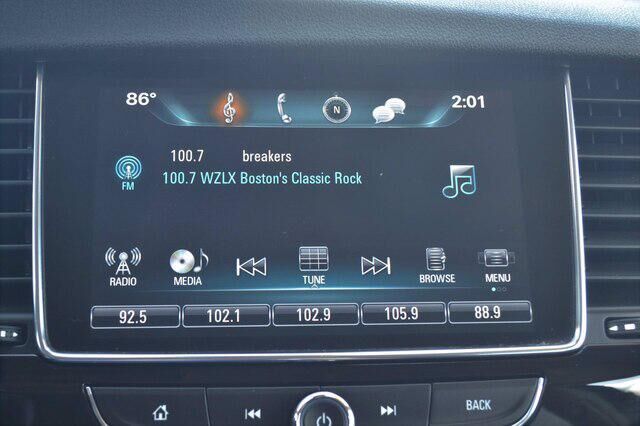 86° N 2:01
100.7 breakers
FM 100.7 WZLX Boston's Classic Rock
RADIO MEDIA TUNE BROWSE MENU
92.5 102.1 102.9 105.9 88.9
BACK